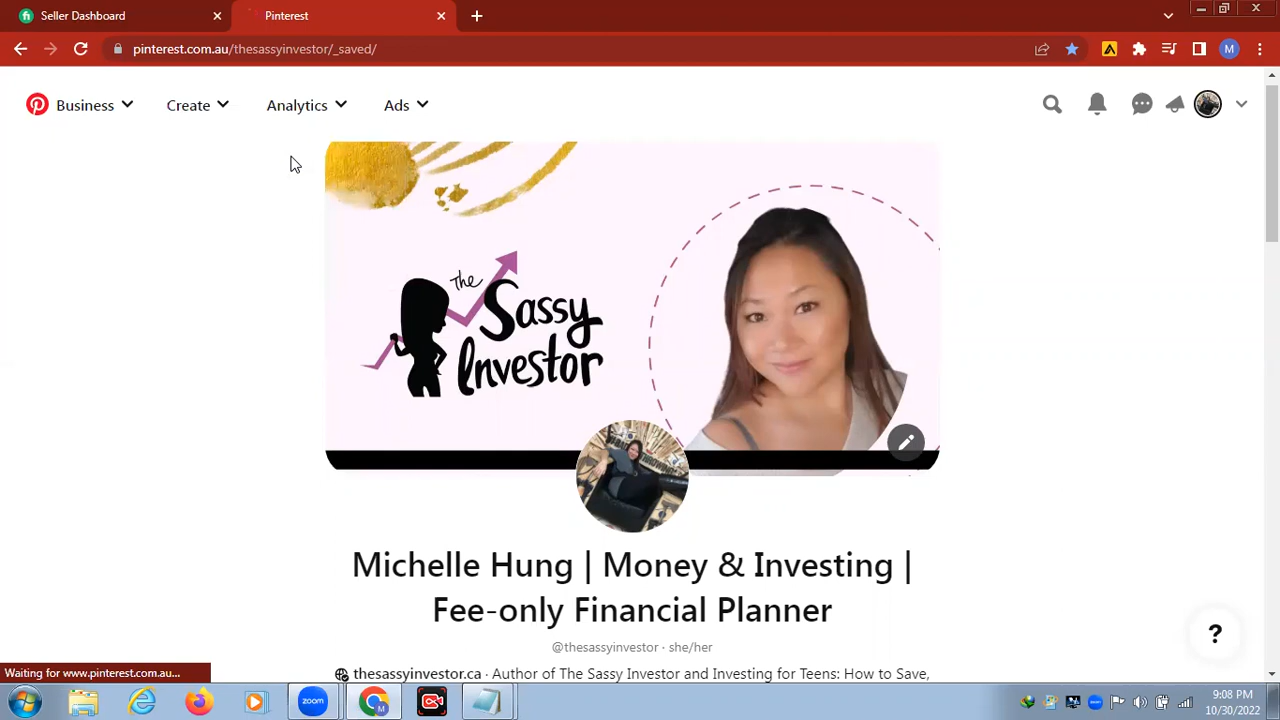 Seller Dashboard
Pinterest
pinterest.com.au/thesassyinvestor/_saved/
M
Business
Create
Analytics
Ads
The
Sassy
Investor
Michelle Hung | Money & Investing |
Fee-only Financial Planner
@thesassyinvestor · she/her
thesassyinvestor.ca · Author of The Sassy Investor and Investing for Teens: How to Save,
?
Waiting for www.pinterest.com.au...
zoom
M
9:08 PM
10/30/2022